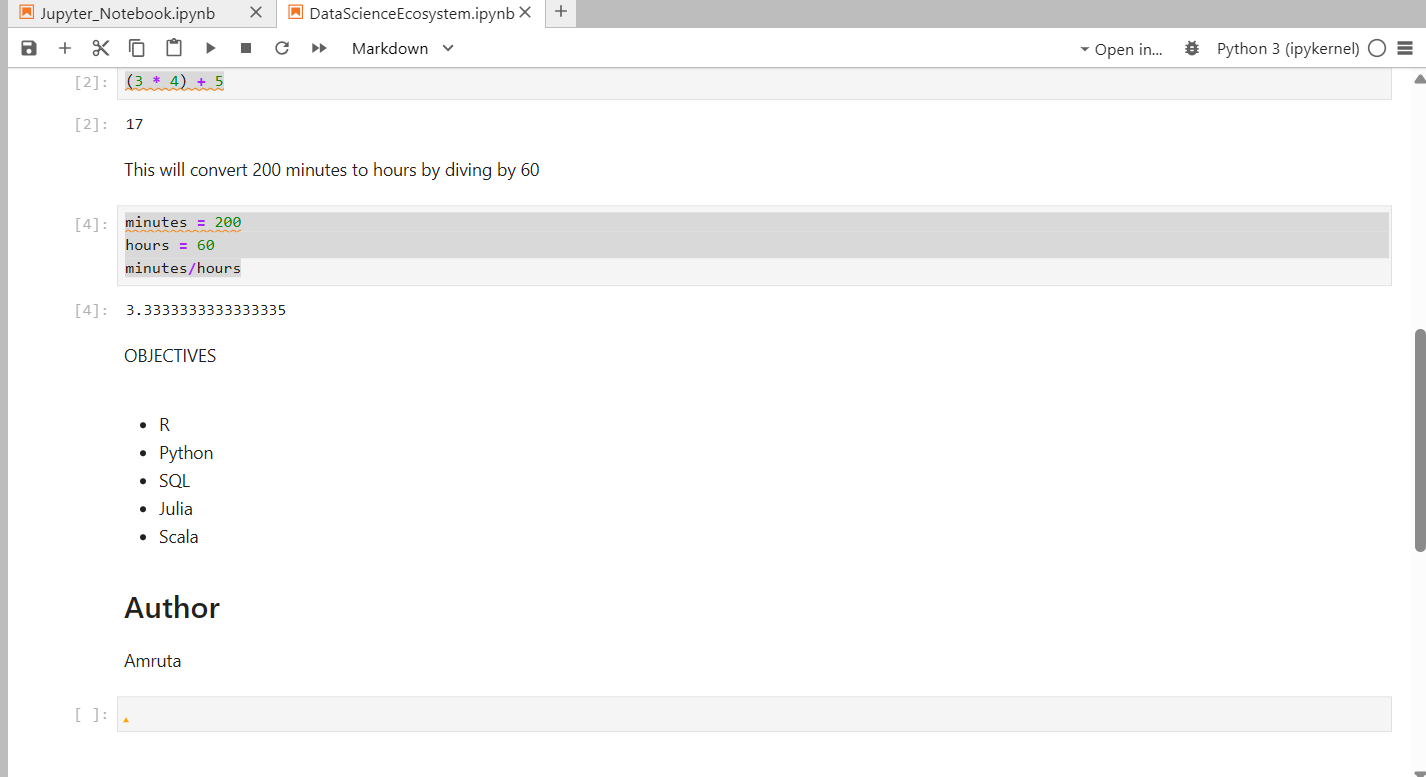 Jupyter_Notebook.ipynb DataScienceEcosystem.ipynb
Markdown Open in... Python 3 (ipykernel)
[2]: (3 * 4) + 5
[2]: 17
This will convert 200 minutes to hours by diving by 60
[4]: minutes = 200
hours = 60
minutes/hours
[4]: 3.3333333333333335
OBJECTIVES
R
Python
SQL
Julia
Scala
Author
Amruta
[ ]: